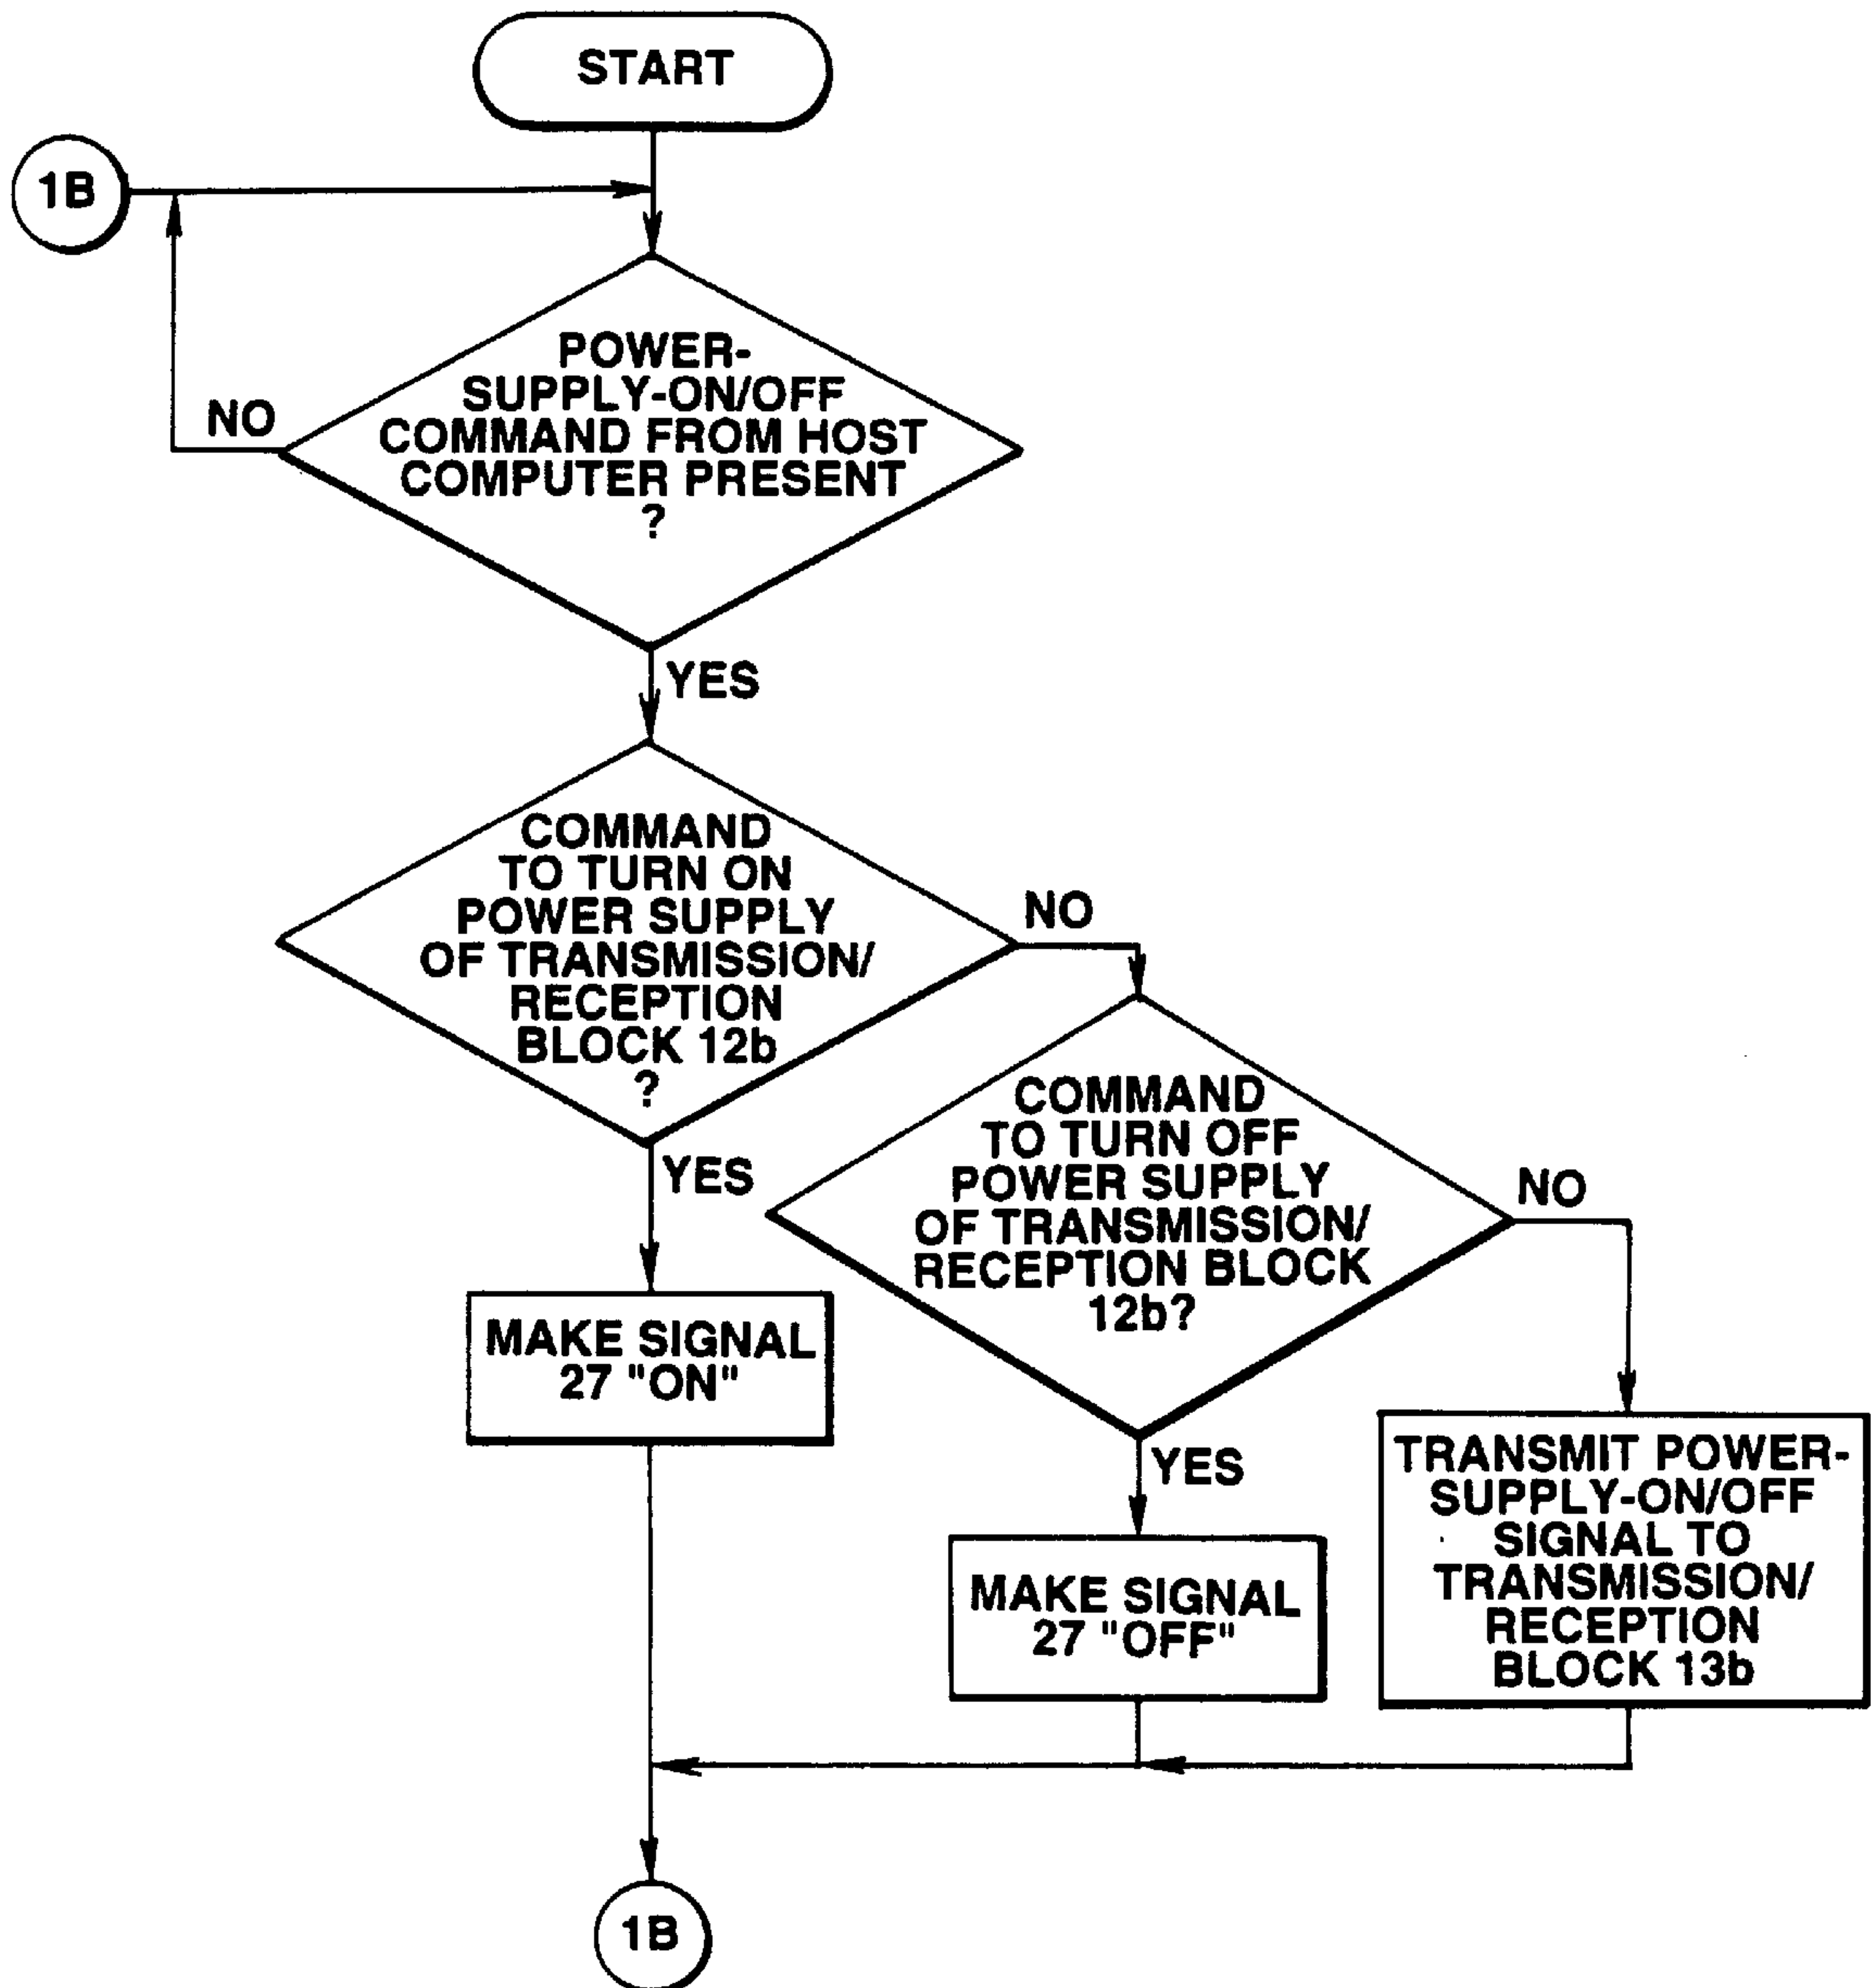 START
1B
POWER-
SUPPLY-ON/OFF
COMMAND FROM HOST
COMPUTER PRESENT
?
NO
YES
COMMAND
TO TURN ON
POWER SUPPLY
OF TRANSMISSION/
RECEPTION
BLOCK 12b
?
NO
YES
COMMAND
TO TURN OFF
POWER SUPPLY
OF TRANSMISSION/
RECEPTION BLOCK
12b?
NO
YES
MAKE SIGNAL
27 "ON"
MAKE SIGNAL
27 "OFF"
TRANSMIT POWER-
SUPPLY-ON/OFF
SIGNAL TO
TRANSMISSION/
RECEPTION
BLOCK 13b
1B